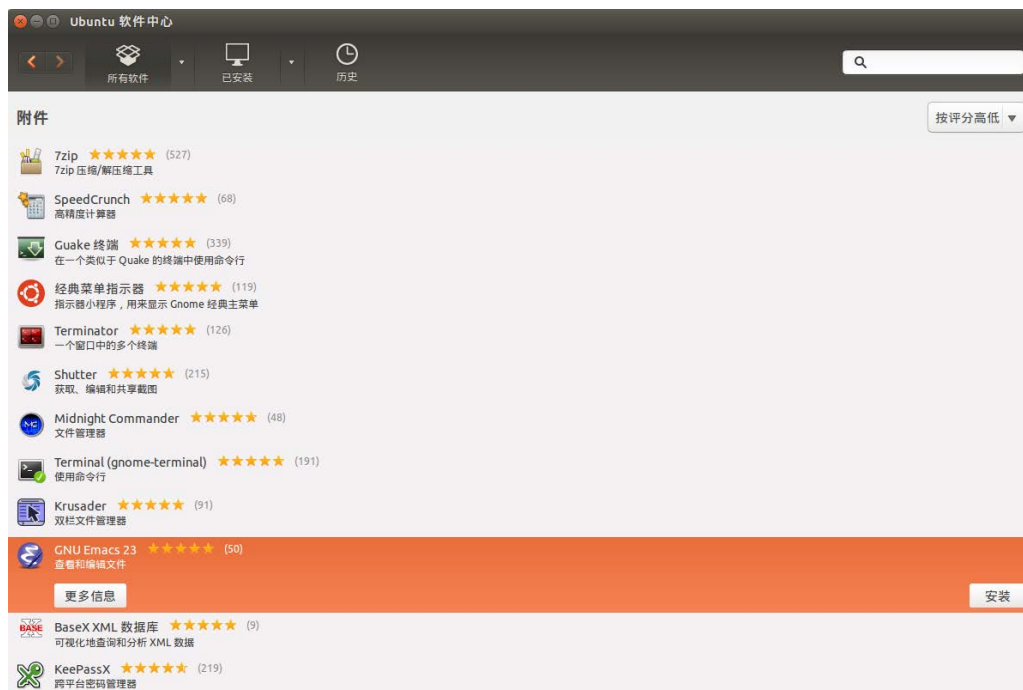 Ubuntu 软件中心
所有软件
已安装
历史
附件
按评分高低
7zip (527)
7zip 压缩/解压缩工具
SpeedCrunch (68)
高精度计算器
Guake 终端 (339)
在一个类似于 Quake 的终端中使用命令行
经典菜单指示器 (119)
指示器小程序，用来显示 Gnome 经典主菜单
Terminator (126)
一个窗口中的多个终端
Shutter (215)
获取、编辑和共享截图
Midnight Commander (48)
文件管理器
Terminal (gnome-terminal) (191)
使用命令行
Krusader (91)
双栏文件管理器
GNU Emacs 23 (50)
查看和编辑文件
更多信息
安装
BASE
BaseX XML 数据库 (9)
可视化地查询和分析 XML 数据
KeePassX (219)
跨平台密码管理器